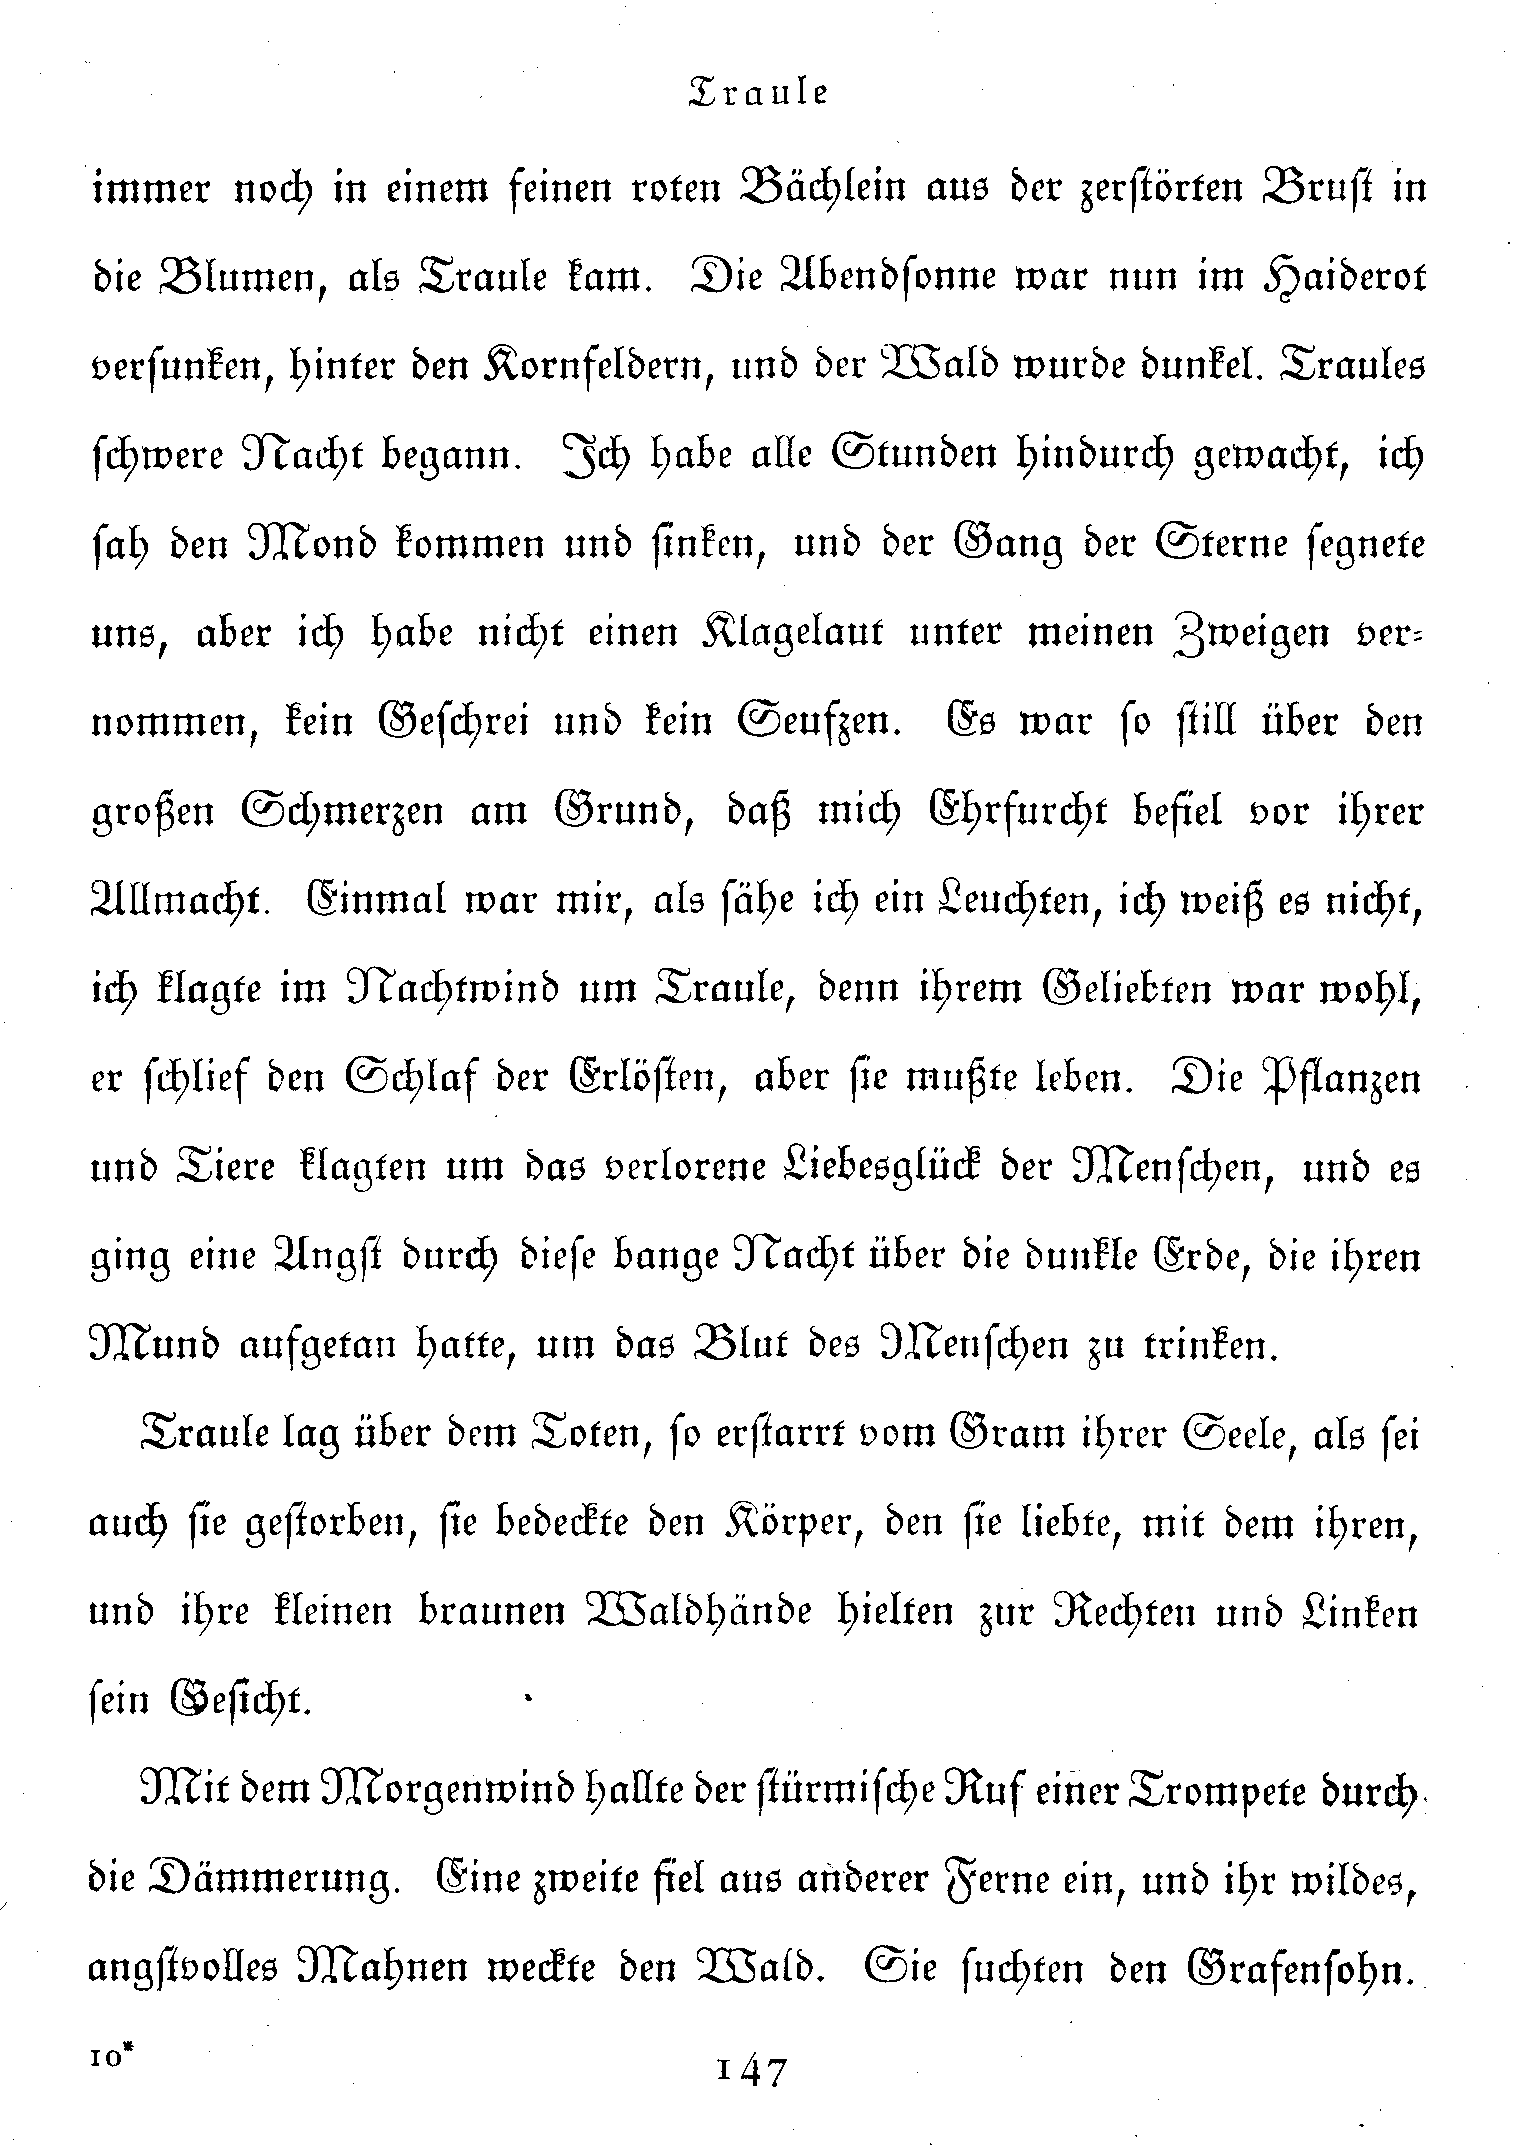 Traule
immer noch in einem feinen roten Bächlein aus der zerstörten Brust in
die Blumen, als Traule kam. Die Abendsonne war nun im Haiderot
versunken, hinter den Kornfeldern, und der Wald wurde dunkel. Traules
schwere Nacht begann. Ich habe alle Stunden hindurch gewacht, ich
sah den Mond kommen und sinken, und der Gang der Sterne segnete
uns, aber ich habe nicht einen Klagelaut unter meinen Zweigen ver-
nommen, kein Geschrei und kein Seufzen. Es war so still über den
großen Schmerzen am Grund, daß mich Ehrfurcht befiel vor ihrer
Allmacht. Einmal war mir, als sähe ich ein Leuchten, ich weiß es nicht,
ich klagte im Nachtwind um Traule, denn ihrem Geliebten war wohl,
er schlief den Schlaf der Erlösten, aber sie mußte leben. Die Pflanzen
und Tiere klagten um das verlorene Liebesglück der Menschen, und es
ging eine Angst durch diese bange Nacht über die dunkle Erde, die ihren
Mund aufgetan hatte, um das Blut des Menschen zu trinken.
Traule lag über dem Toten, so erstarrt vom Gram ihrer Seele, als sei
auch sie gestorben, sie bedeckte den Körper, den sie liebte, mit dem ihren,
und ihre kleinen braunen Waldhände hielten zur Rechten und Linken
sein Gesicht.
Mit dem Morgenwind hallte der stürmische Ruf einer Trompete durch
die Dämmerung. Eine zweite fiel aus anderer Ferne ein, und ihr wildes,
angstvolles Mahnen weckte den Wald. Sie suchten den Grafensohn.
10*
147